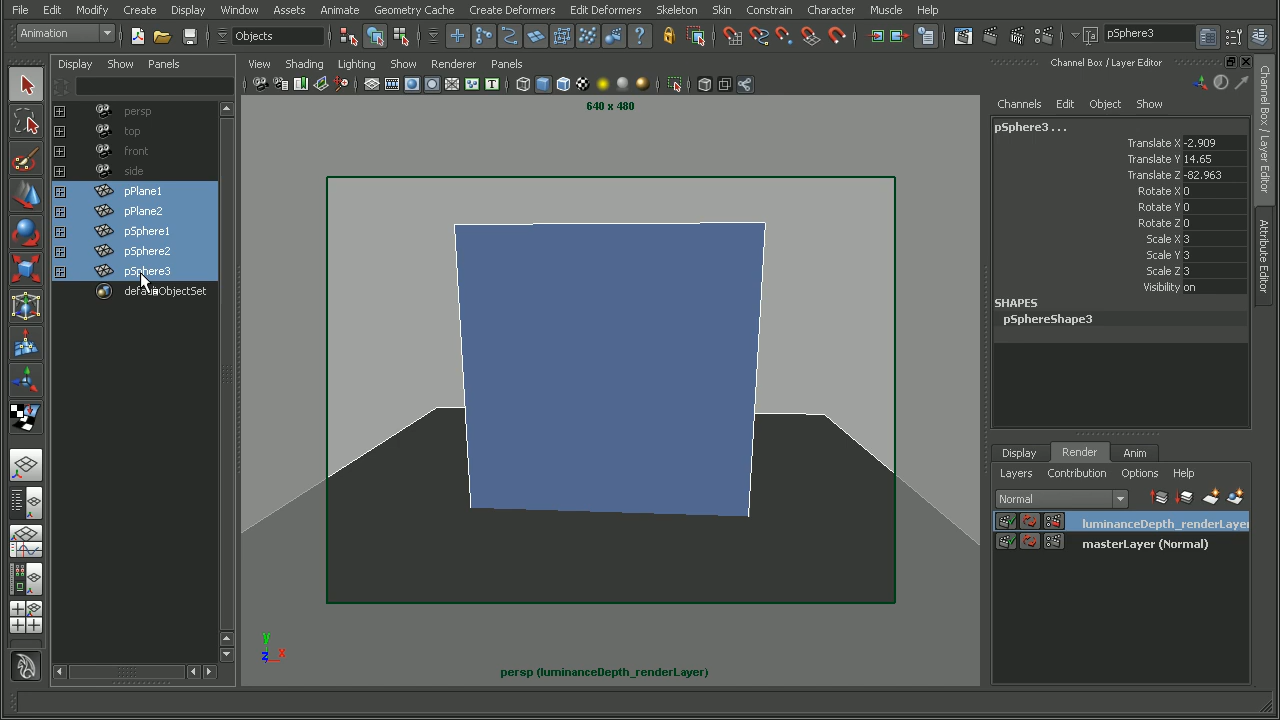 File Edit Modify Create Display Window Assets Animate Geometry Cache Create Deformers Edit Deformers Skeleton Skin Constrain Character Muscle Help
Animation Objects pSphere3
Display Show Panels View Shading Lighting Show Renderer Panels Channel Box / Layer Editor
Channels Edit Object Show
persp
top
front
side
pPlane1
pPlane2
pSphere1
pSphere2
pSphere3
defaultObjectSet
640 x 480
y
z x
persp (luminanceDepth_renderLayer)
pSphere3 . . .
Translate X -2.909
Translate Y 14.65
Translate Z -82.963
Rotate X 0
Rotate Y 0
Rotate Z 0
Scale X 3
Scale Y 3
Scale Z 3
Visibility on
SHAPES
pSphereShape3
Display Render Anim
Layers Contribution Options Help
Normal
luminanceDepth_renderLayer
masterLayer (Normal)
Channel Box / Layer Editor
Attribute Editor